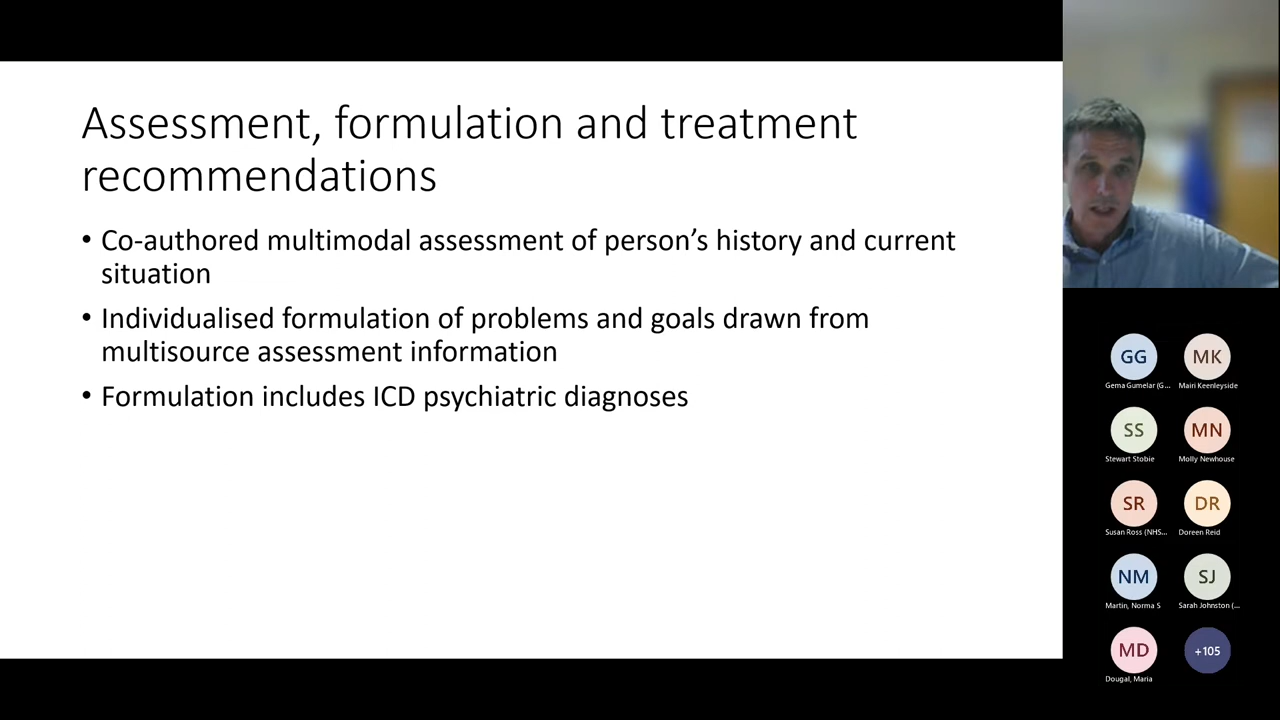 Assessment, formulation and treatment
recommendations
• Co-authored multimodal assessment of person’s history and current
situation
• Individualised formulation of problems and goals drawn from
multisource assessment information
• Formulation includes ICD psychiatric diagnoses
GG
MK
Gema Gumelar (G...
Mairi Keenleyside
SS
MN
Stewart Stobie
Molly Newhouse
SR
DR
Susan Ross (NHS...
Doreen Reid
NM
SJ
Martin, Norma S
Sarah Johnston (...
MD
+105
Dougal, Maria